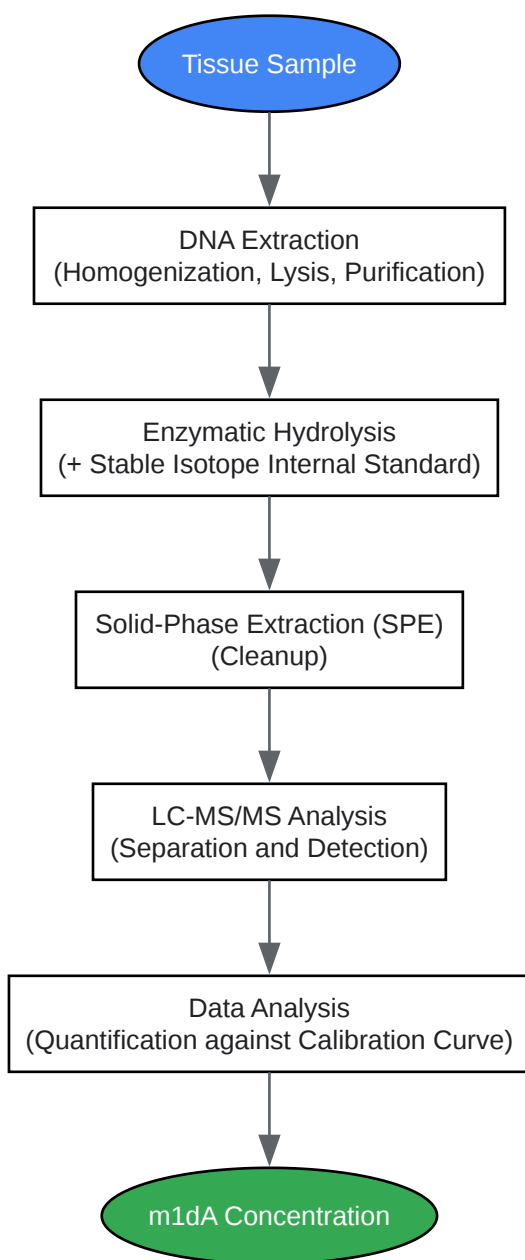 Tissue Sample
DNA Extraction
(Homogenization, Lysis, Purification)
Enzymatic Hydrolysis
(+ Stable Isotope Internal Standard)
Solid-Phase Extraction (SPE)
(Cleanup)
LC-MS/MS Analysis
(Separation and Detection)
Data Analysis
(Quantification against Calibration Curve)
m1dA Concentration